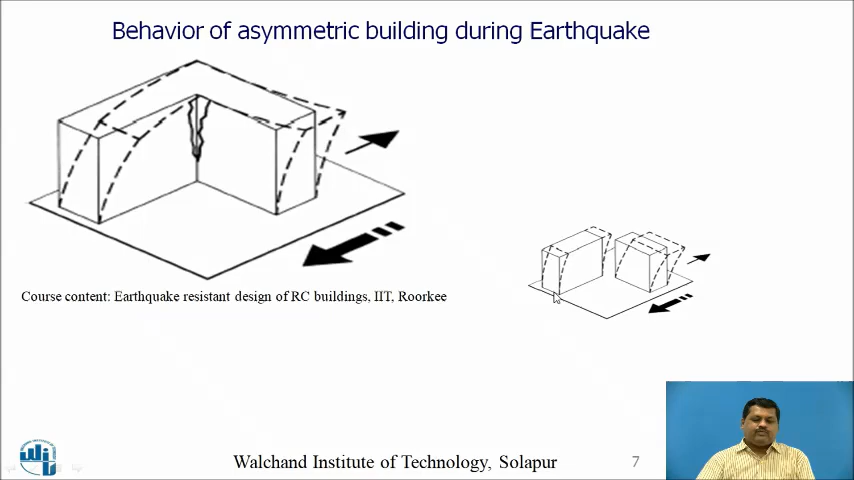 Behavior of asymmetric building during Earthquake
Course content: Earthquake resistant design of RC buildings, IIT, Roorkee
Walchand Institute of Technology, Solapur
7